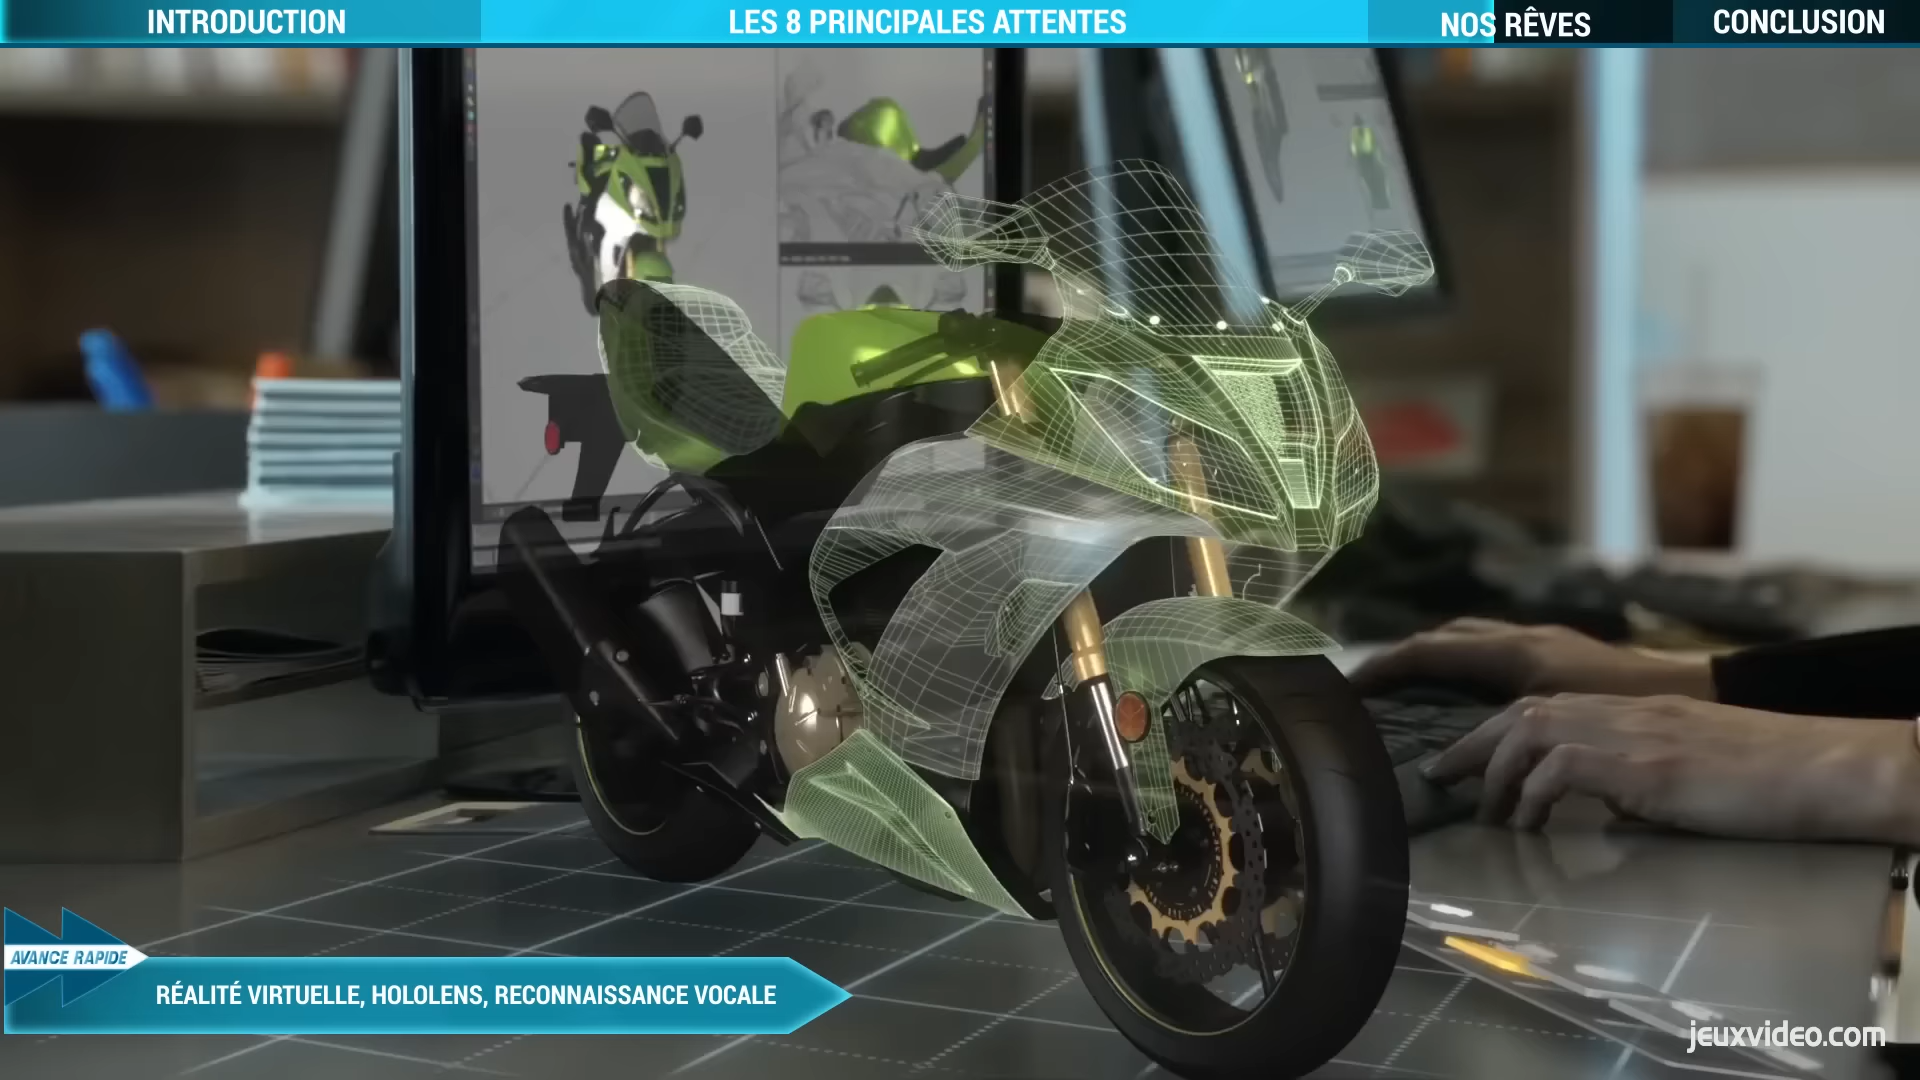 INTRODUCTION
LES 8 PRINCIPALES ATTENTES
NOS RÊVES
CONCLUSION
AVANCE RAPIDE
RÉALITÉ VIRTUELLE, HOLOLENS, RECONNAISSANCE VOCALE
jeuxvideo.com